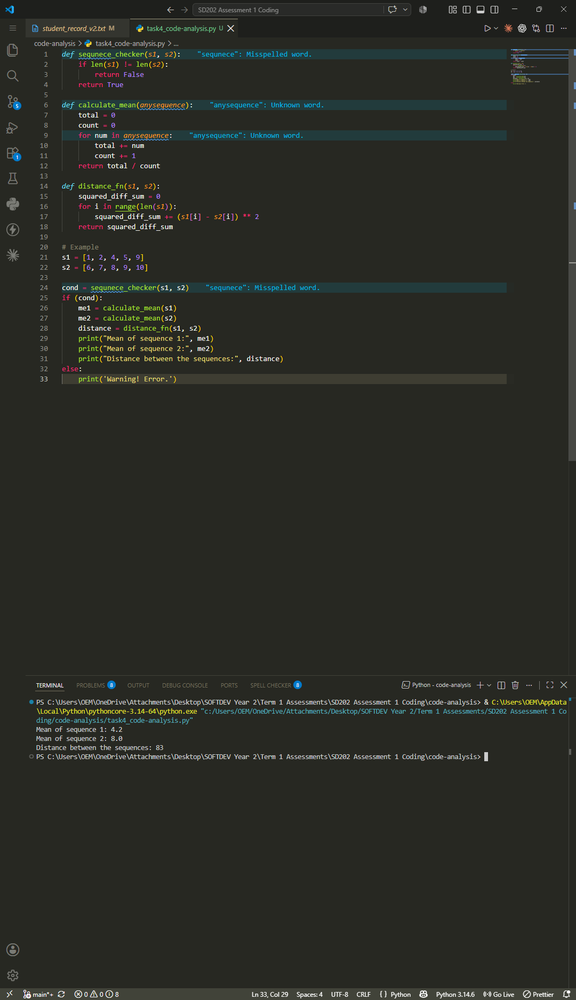 SD202 Assessment 1 Coding
student_record_v2.txt M
task4_code-analysis.py U
code-analysis > task4_code-analysis.py > ...
1 def sequnece_checker(s1, s2): "sequnece": Misspelled word.
2 if len(s1) != len(s2):
3 return False
4 return True
5
6 def calculate_mean(anysequence): "anysequence": Unknown word.
7 total = 0
8 count = 0
9 for num in anysequence: "anysequence": Unknown word.
10 total += num
11 count += 1
12 return total / count
13
14 def distance_fn(s1, s2):
15 squared_diff_sum = 0
16 for i in range(len(s1)):
17 squared_diff_sum += (s1[i] - s2[i]) ** 2
18 return squared_diff_sum
19
20 # Example
21 s1 = [1, 2, 4, 5, 9]
22 s2 = [6, 7, 8, 9, 10]
23
24 cond = sequnece_checker(s1, s2) "sequnece": Misspelled word.
25 if (cond):
26 me1 = calculate_mean(s1)
27 me2 = calculate_mean(s2)
28 distance = distance_fn(s1, s2)
29 print("Mean of sequence 1:", me1)
30 print("Mean of sequence 2:", me2)
31 print("Distance between the sequences:", distance)
32 else:
33 print('Warning! Error.')
5
1
TERMINAL PROBLEMS 8 OUTPUT DEBUG CONSOLE PORTS SPELL CHECKER 8 Python - code-analysis
PS C:\Users\OEM\OneDrive\Attachments\Desktop\SOFTDEV Year 2\Term 1 Assessments\SD202 Assessment 1 Coding\code-analysis> & C:\Users\OEM\AppData
\Local\Python\pythoncore-3.14-64\python.exe "c:/Users/OEM/OneDrive/Attachments/Desktop/SOFTDEV Year 2/Term 1 Assessments/SD202 Assessment 1 Co
ding/code-analysis/task4_code-analysis.py"
Mean of sequence 1: 4.2
Mean of sequence 2: 8.0
Distance between the sequences: 83
PS C:\Users\OEM\OneDrive\Attachments\Desktop\SOFTDEV Year 2\Term 1 Assessments\SD202 Assessment 1 Coding\code-analysis>
main*+ 0 0 8 Ln 33, Col 29 Spaces: 4 UTF-8 CRLF { } Python Python 3.14.6 Go Live Prettier